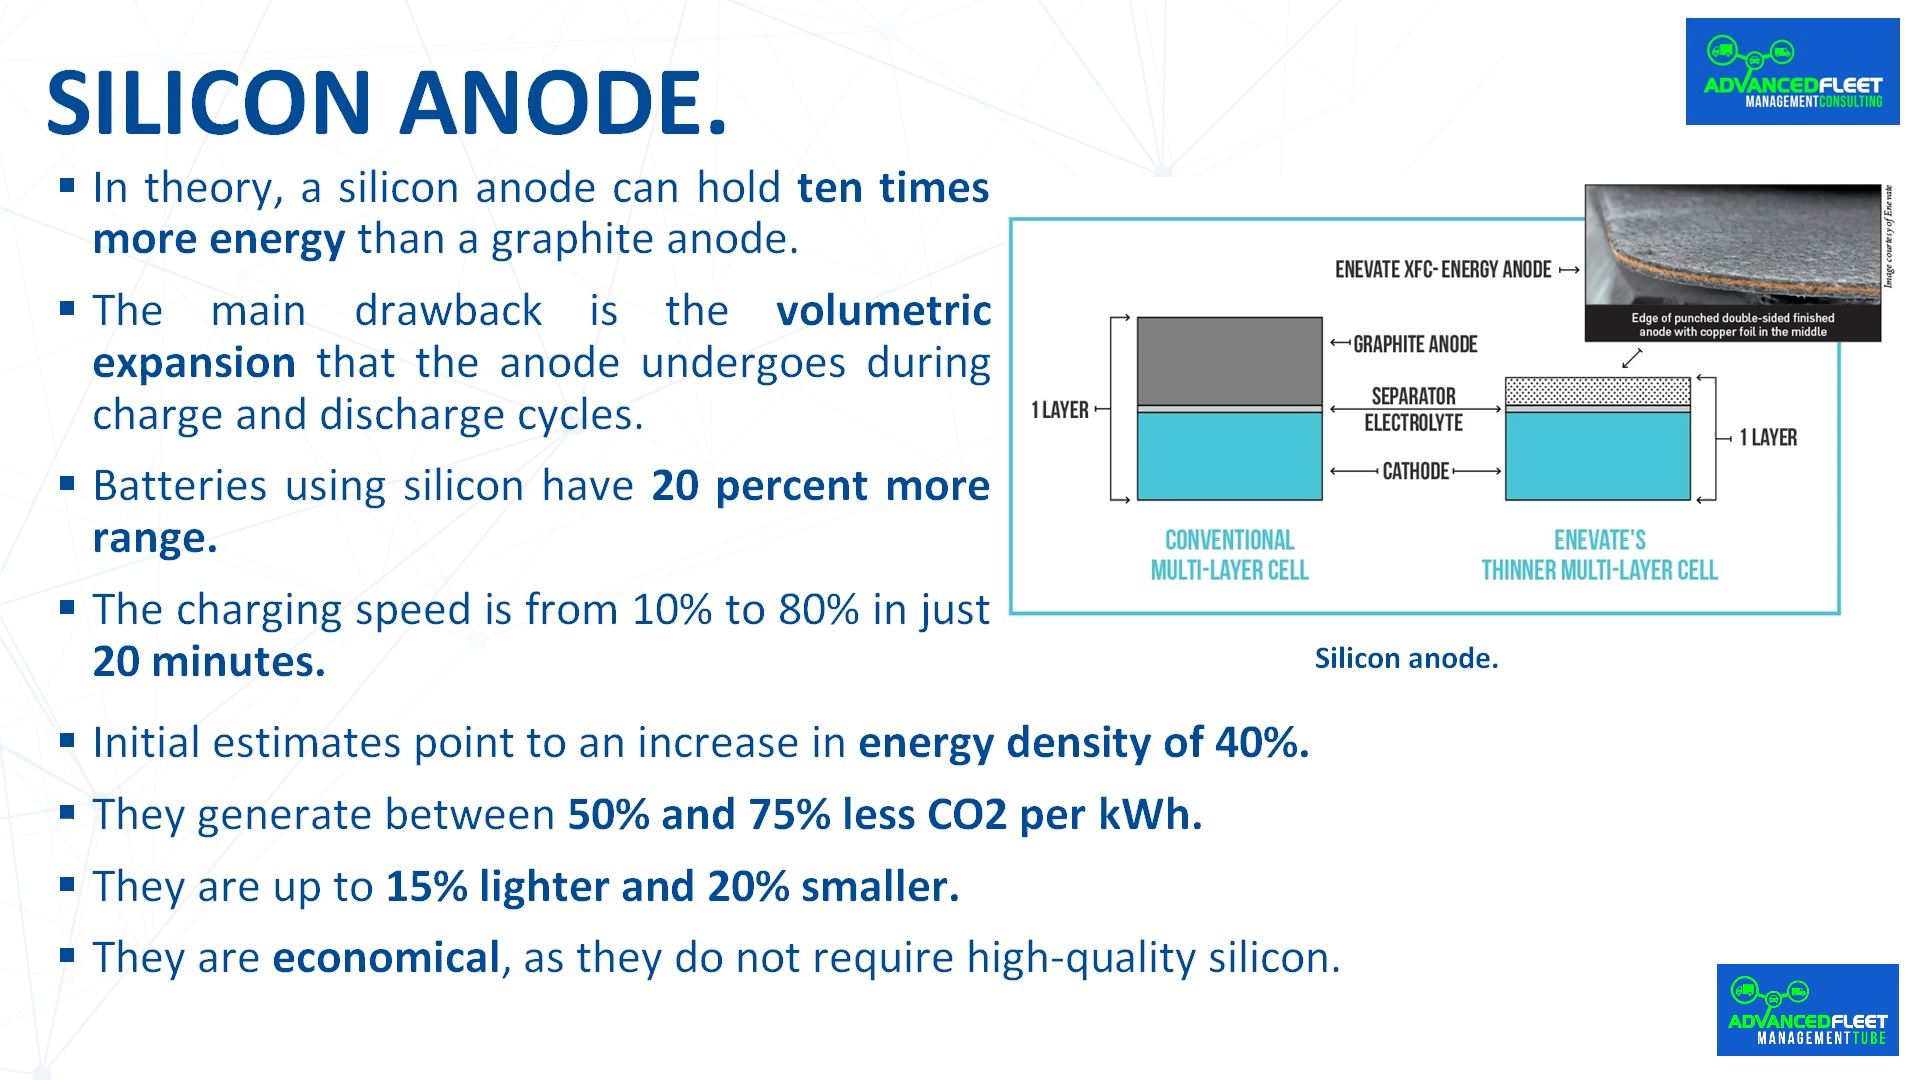 SILICON ANODE.
▪ In theory, a silicon anode can hold ten times
more energy than a graphite anode.
▪ The main drawback is the volumetric
expansion that the anode undergoes during
charge and discharge cycles.
▪ Batteries using silicon have 20 percent more
range.
▪ The charging speed is from 10% to 80% in just
20 minutes.
▪ Initial estimates point to an increase in energy density of 40%.
▪ They generate between 50% and 75% less CO2 per kWh.
▪ They are up to 15% lighter and 20% smaller.
▪ They are economical, as they do not require high-quality silicon.
ADVANCEDFLEET
MANAGEMENTCONSULTING
Image courtesy of Enevate
ENEVATE XFC-ENERGY ANODE
Edge of punched double-sided finished
anode with copper foil in the middle
GRAPHITE ANODE
SEPARATOR
ELECTROLYTE
CATHODE
1 LAYER
1 LAYER
CONVENTIONAL
MULTI-LAYER CELL
ENEVATE'S
THINNER MULTI-LAYER CELL
Silicon anode.
ADVANCEDFLEET
MANAGEMENTTUBE